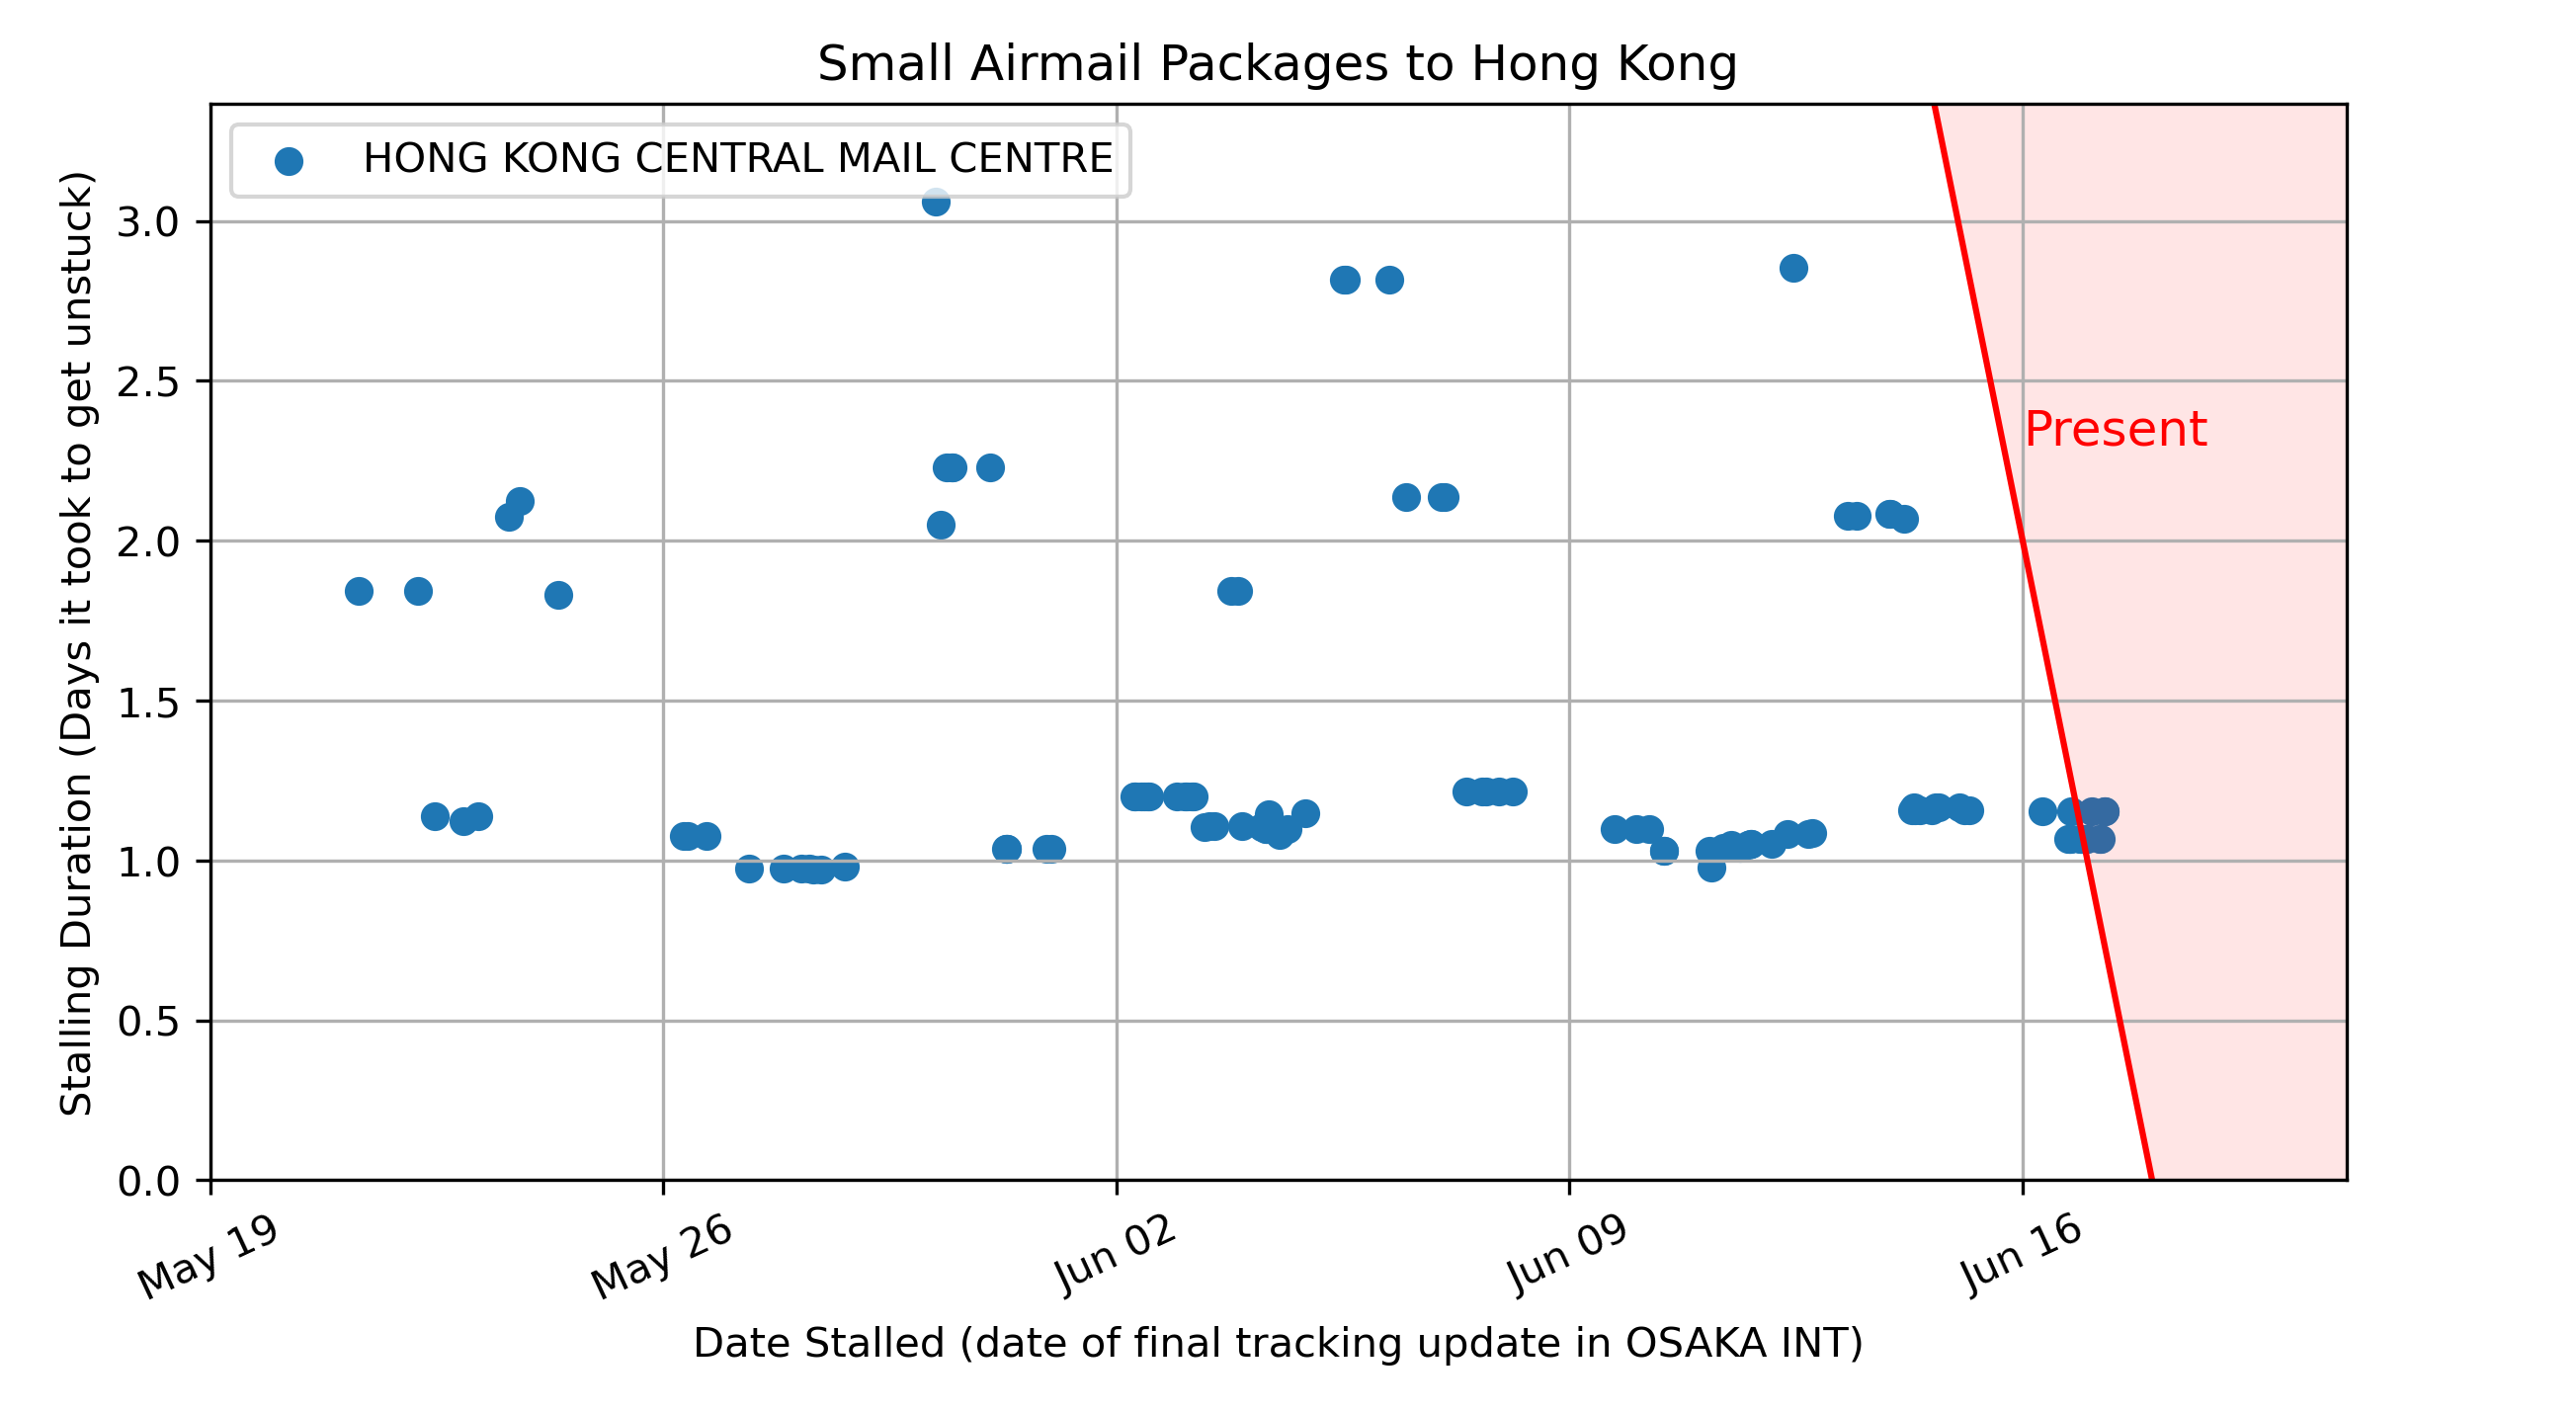 Small Airmail Packages to Hong Kong
HONG KONG CENTRAL MAIL CENTRE
Stalling Duration (Days it took to get unstuck)
3.0
2.5
2.0
1.5
1.0
0.5
0.0
Present
May 19
May 26
Jun 02
Jun 09
Jun 16
Date Stalled (date of final tracking update in OSAKA INT)